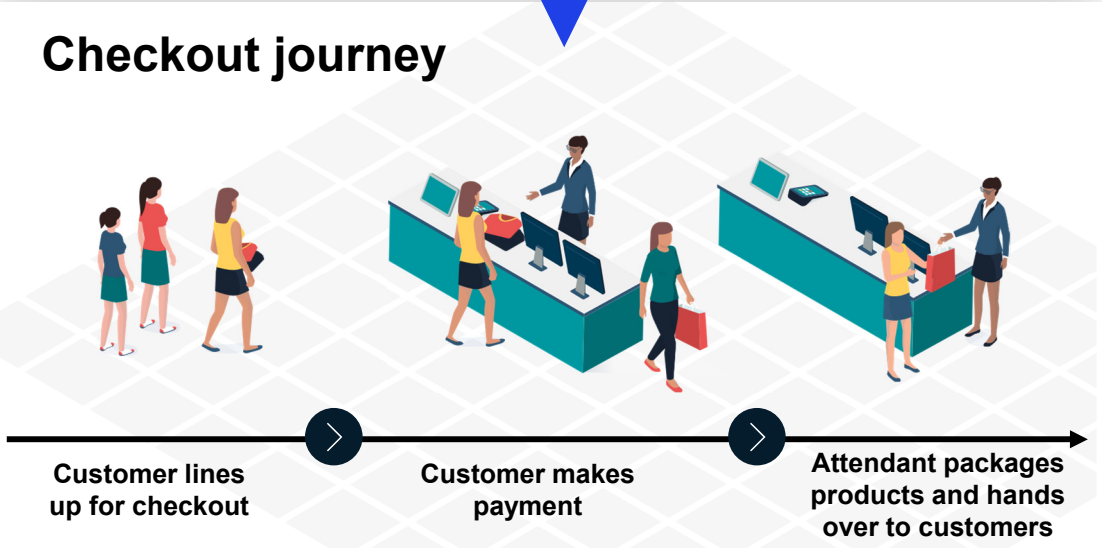 Checkout journey
Customer lines
up for checkout
Customer makes
payment
Attendant packages
products and hands
over to customers